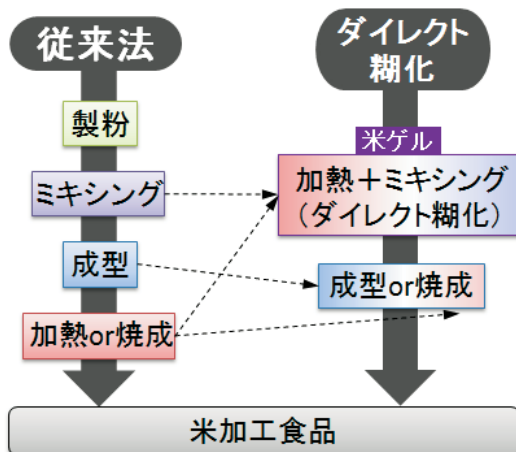 従来法
製粉
ミキシング
成型
加熱or焼成
ダイレクト
糊化
米ゲル
加熱＋ミキシング
（ダイレクト糊化）
成型or焼成
米加工食品